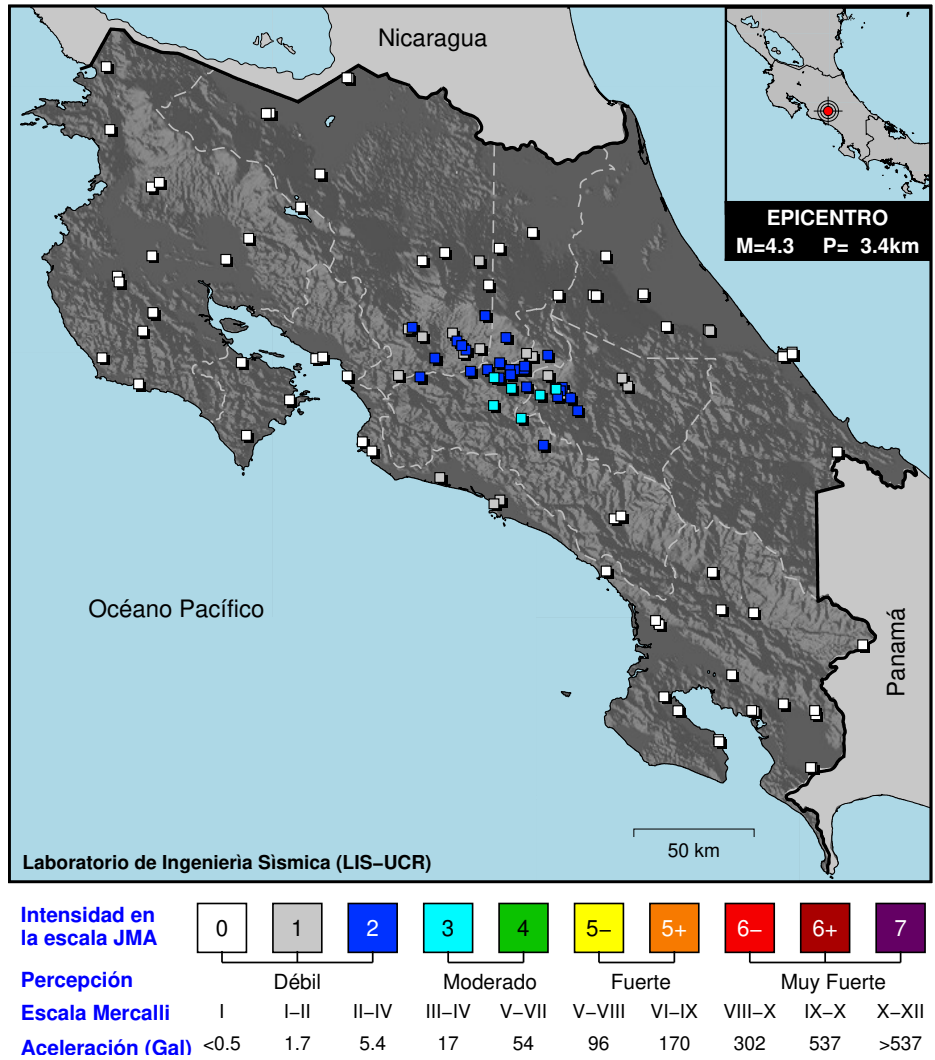 Nicaragua
EPICENTRO
M=4.3 P= 3.4km
Océano Pacífico
Panamá
50 km
Laboratorio de Ingenierìa Sìsmica (LIS−UCR)
Intensidad en
la escala JMA
0 1 2 3 4 5− 5+ 6− 6+ 7
Percepción Débil Moderado Fuerte Muy Fuerte
Escala Mercalli I I−II II−IV III−IV V−VII V−VIII VI−IX VIII−X IX−X X−XII
Aceleración (Gal) <0.5 1.7 5.4 17 54 96 170 302 537 >537